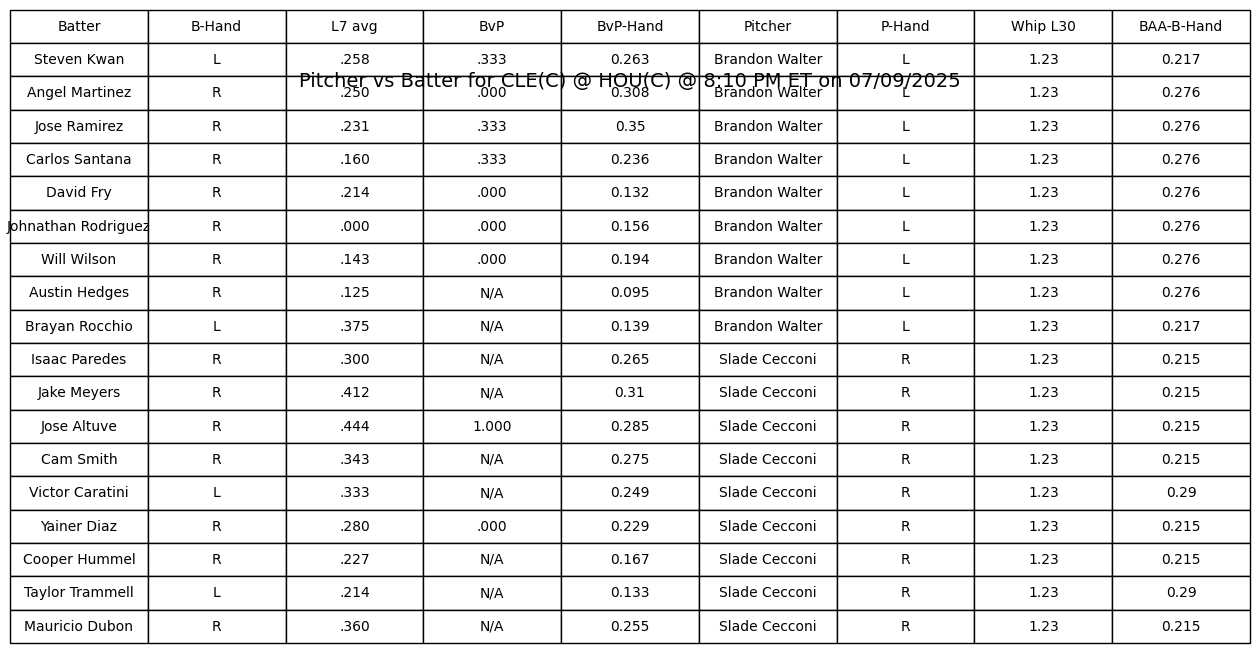 Batter B-Hand L7 avg BvP BvP-Hand Pitcher P-Hand Whip L30 BAA-B-Hand
Steven Kwan L .258 .333 0.263 Brandon Walter L 1.23 0.217
Pitcher vs Batter for CLE(C) @ HOU(C) @ 8:10 PM ET on 07/09/2025
Angel Martinez R .250 .000 0.308 Brandon Walter L 1.23 0.276
Jose Ramirez R .231 .333 0.35 Brandon Walter L 1.23 0.276
Carlos Santana R .160 .333 0.236 Brandon Walter L 1.23 0.276
David Fry R .214 .000 0.132 Brandon Walter L 1.23 0.276
Johnathan Rodriguez R .000 .000 0.156 Brandon Walter L 1.23 0.276
Will Wilson R .143 .000 0.194 Brandon Walter L 1.23 0.276
Austin Hedges R .125 N/A 0.095 Brandon Walter L 1.23 0.276
Brayan Rocchio L .375 N/A 0.139 Brandon Walter L 1.23 0.217
Isaac Paredes R .300 N/A 0.265 Slade Cecconi R 1.23 0.215
Jake Meyers R .412 N/A 0.31 Slade Cecconi R 1.23 0.215
Jose Altuve R .444 1.000 0.285 Slade Cecconi R 1.23 0.215
Cam Smith R .343 N/A 0.275 Slade Cecconi R 1.23 0.215
Victor Caratini L .333 N/A 0.249 Slade Cecconi R 1.23 0.29
Yainer Diaz R .280 .000 0.229 Slade Cecconi R 1.23 0.215
Cooper Hummel R .227 N/A 0.167 Slade Cecconi R 1.23 0.215
Taylor Trammell L .214 N/A 0.133 Slade Cecconi R 1.23 0.29
Mauricio Dubon R .360 N/A 0.255 Slade Cecconi R 1.23 0.215